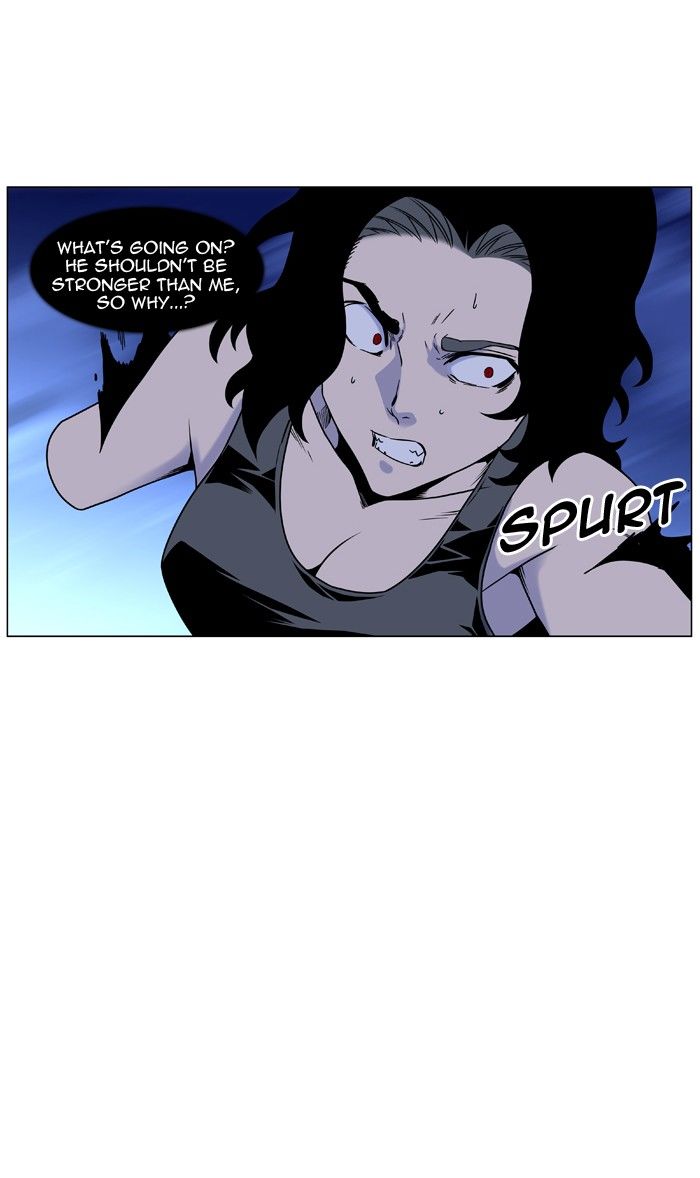 WHAT'S GOING ON?
HE SHOULDN'T BE
STRONGER THAN ME,
SO WHY...?
SPURT